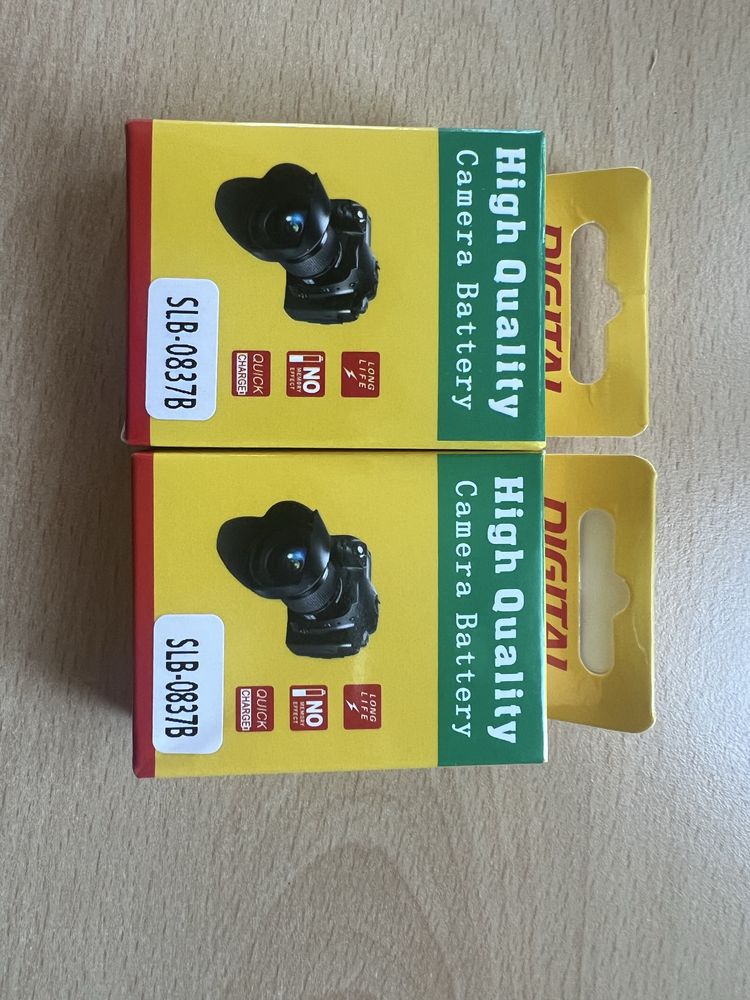 DIGITAL
High Quality
Camera Battery
LONG
LIFE
NO
MEMORY
EFFECT
QUICK
CHARGE
SLB-0837B
DIGITAL
High Quality
Camera Battery
LONG
LIFE
NO
MEMORY
EFFECT
QUICK
CHARGE
SLB-0837B